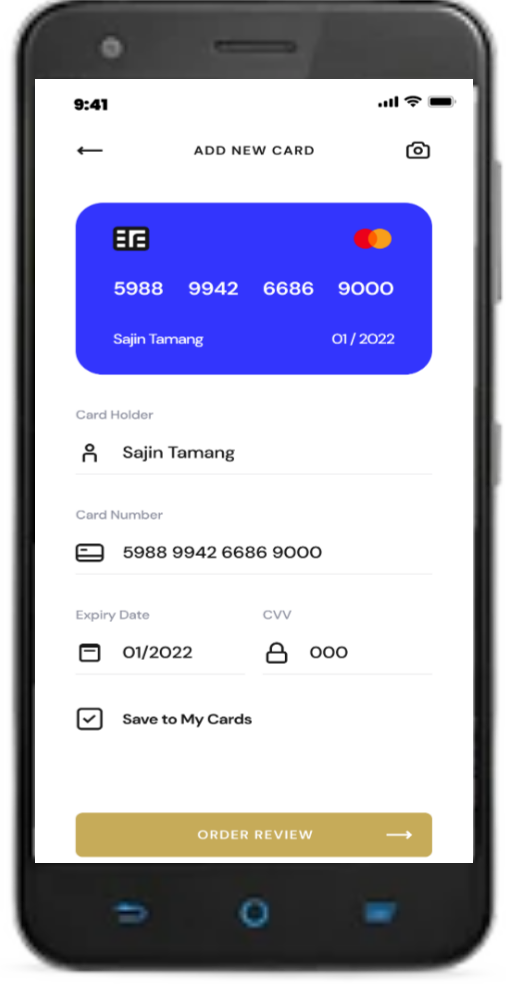 9:41
ADD NEW CARD
5988 9942 6686 9000
Sajin Tamang 01 / 2022
Card Holder
Sajin Tamang
Card Number
5988 9942 6686 9000
Expiry Date CVV
01/2022 000
Save to My Cards
ORDER REVIEW